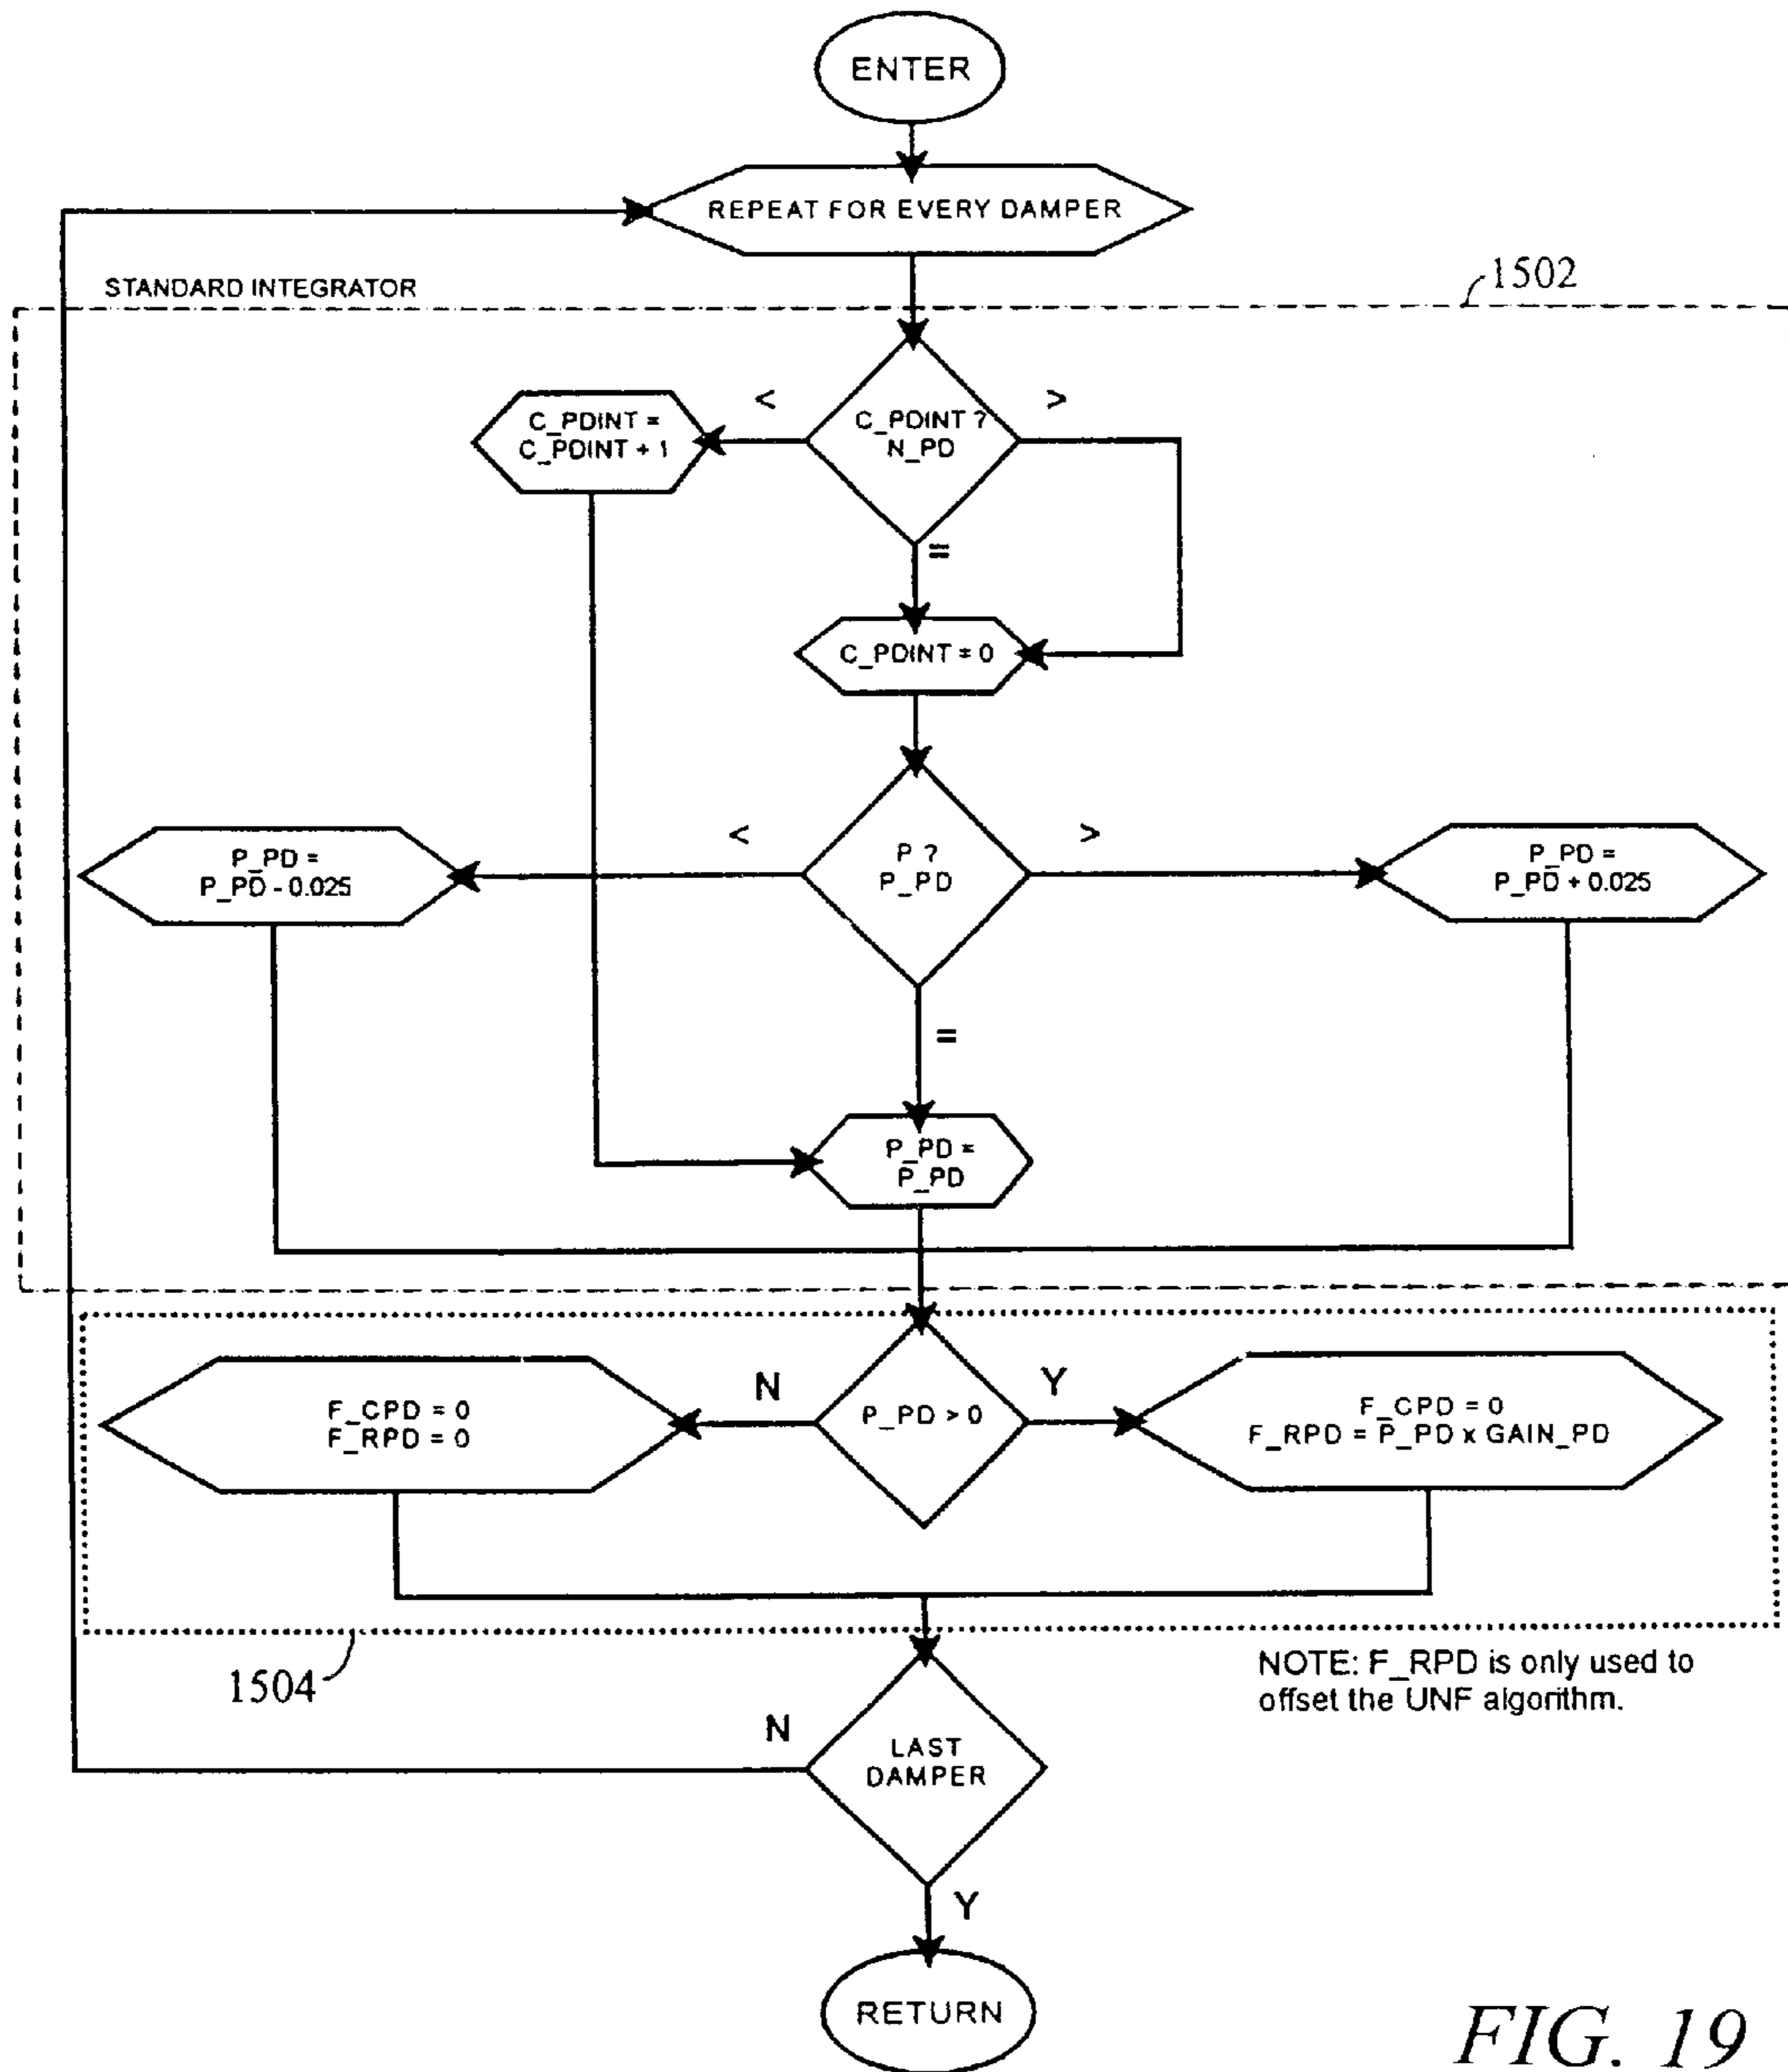 ENTER
REPEAT FOR EVERY DAMPER
STANDARD INTEGRATOR
1502
<
>
C_PDINT =
C_PDINT + 1
C_PDINT ?
N_PD
=
C_PDINT = 0
<
>
P_PD =
P_PD - 0.025
P ?
P_PD
P_PD =
P_PD + 0.025
=
P_PD =
P_PD
N
Y
F_CPD = 0
F_RPD = 0
P_PD > 0
F_CPD = 0
F_RPD = P_PD x GAIN_PD
1504
NOTE: F_RPD is only used to
offset the UNF algorithm.
N
LAST
DAMPER
Y
RETURN
FIG. 19